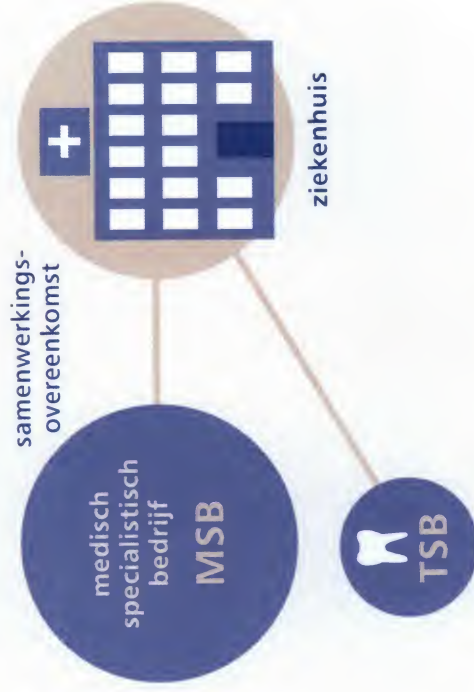 samenwerkings-
overeenkomst
medisch
specialistisch
bedrijf
MSB
ziekenhuis
TSB